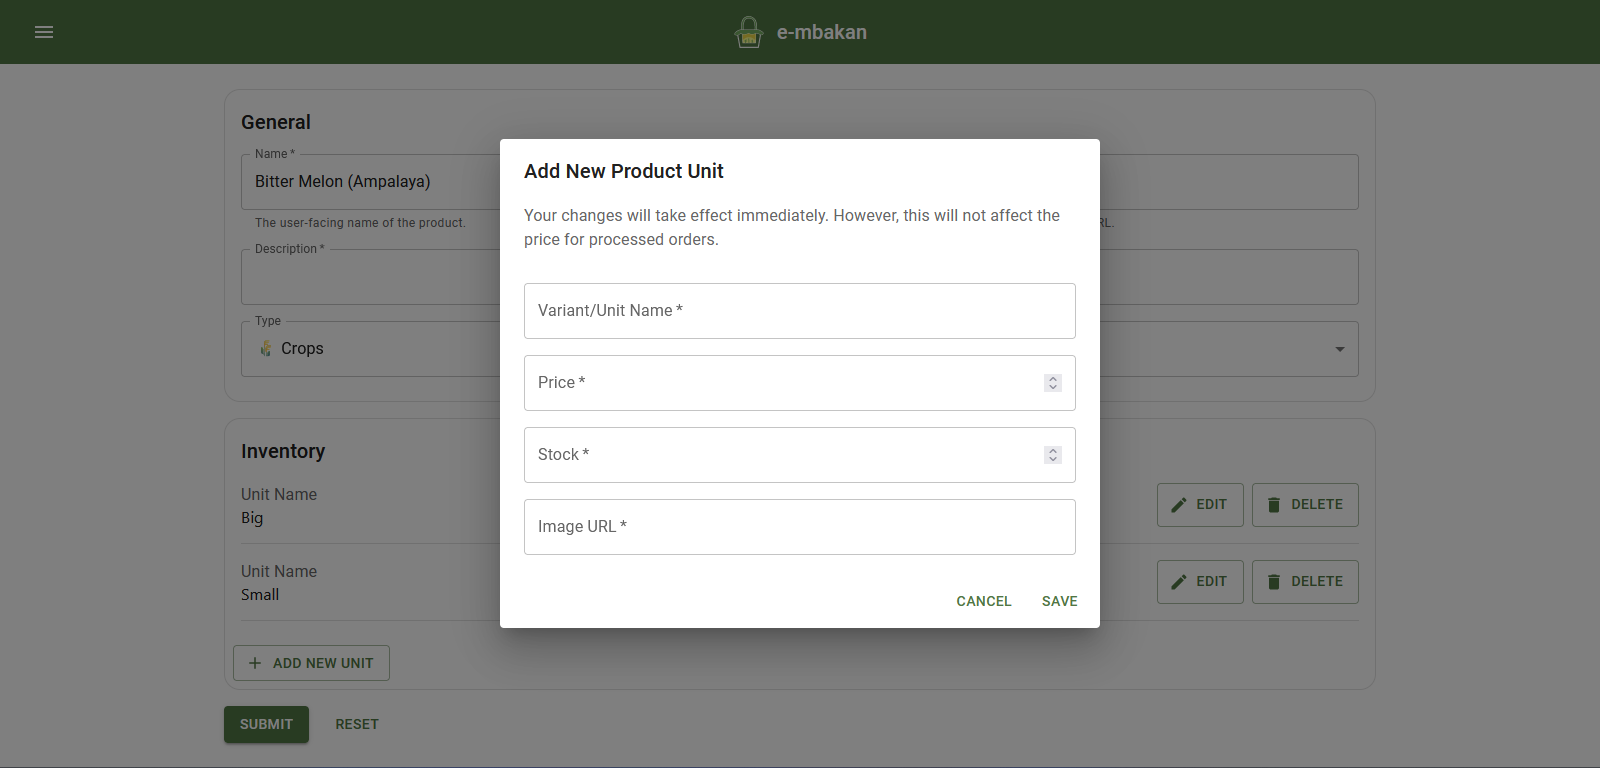 e-mbakan
General
Name *
Bitter Melon (Ampalaya)
The user-facing name of the product.
RL.
Description *
Type
Crops
Add New Product Unit
Your changes will take effect immediately. However, this will not affect the
price for processed orders.
Variant/Unit Name *
Price *
Stock *
Image URL *
CANCEL SAVE
Inventory
Unit Name
Big
EDIT DELETE
Unit Name
Small
EDIT DELETE
ADD NEW UNIT
SUBMIT RESET